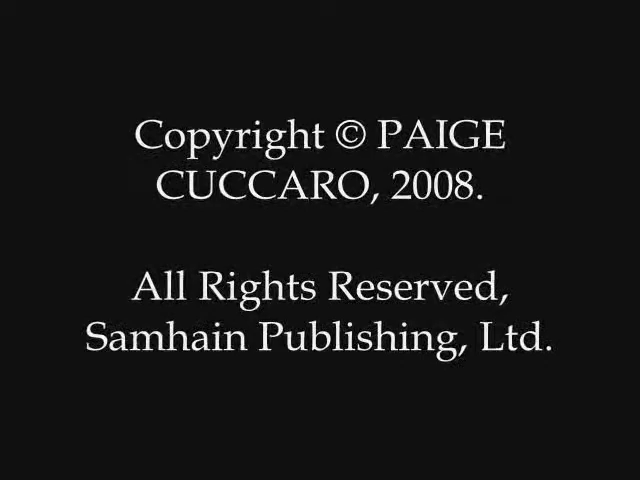 Copyright © PAIGE
CUCCARO, 2008.
All Rights Reserved,
Samhain Publishing, Ltd.